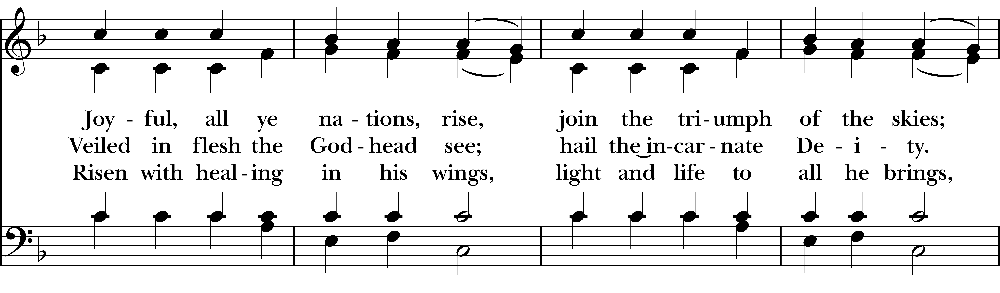 Joy - ful, all ye na - tions, rise, join the tri - umph of the skies;
Veiled in flesh the God - head see; hail the‿in - car - nate De - i - ty.
Risen with heal - ing in his wings, light and life to all he brings,